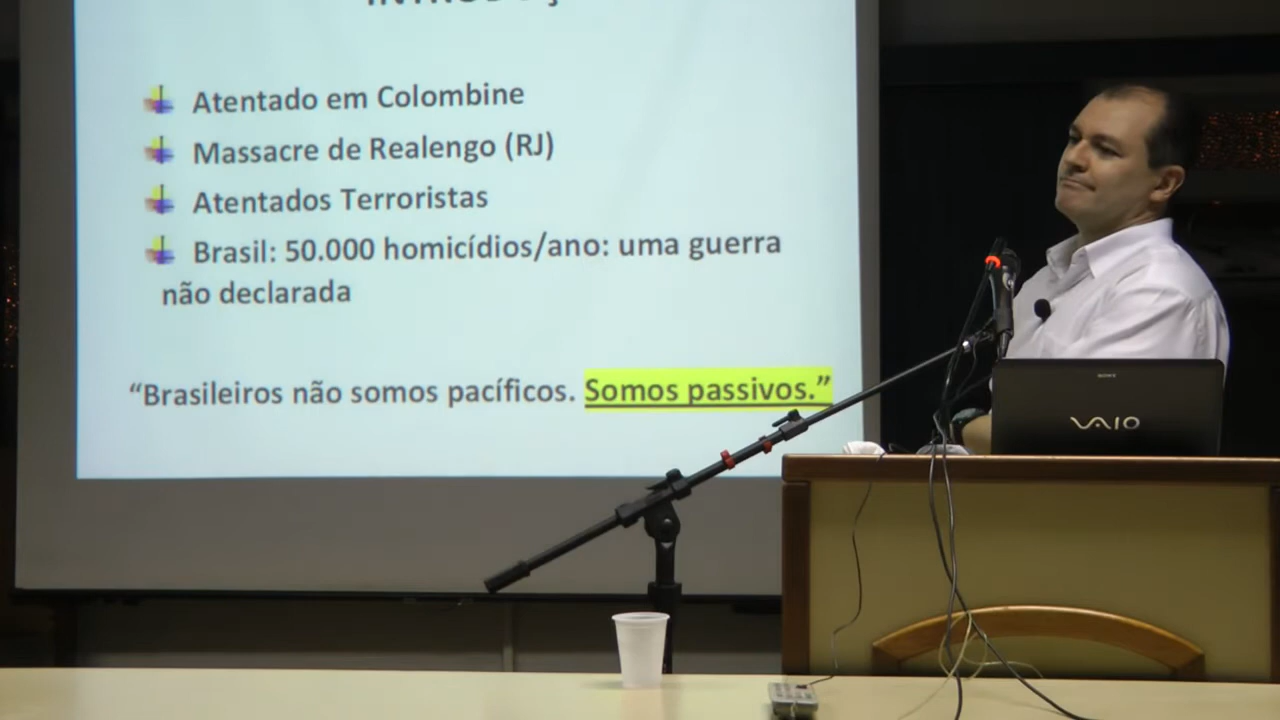 Atentado em Colombine
Massacre de Realengo (RJ)
Atentados Terroristas
Brasil: 50.000 homicídios/ano: uma guerra
não declarada
“Brasileiros não somos pacíficos. Somos passivos.”
SONY
VAIO